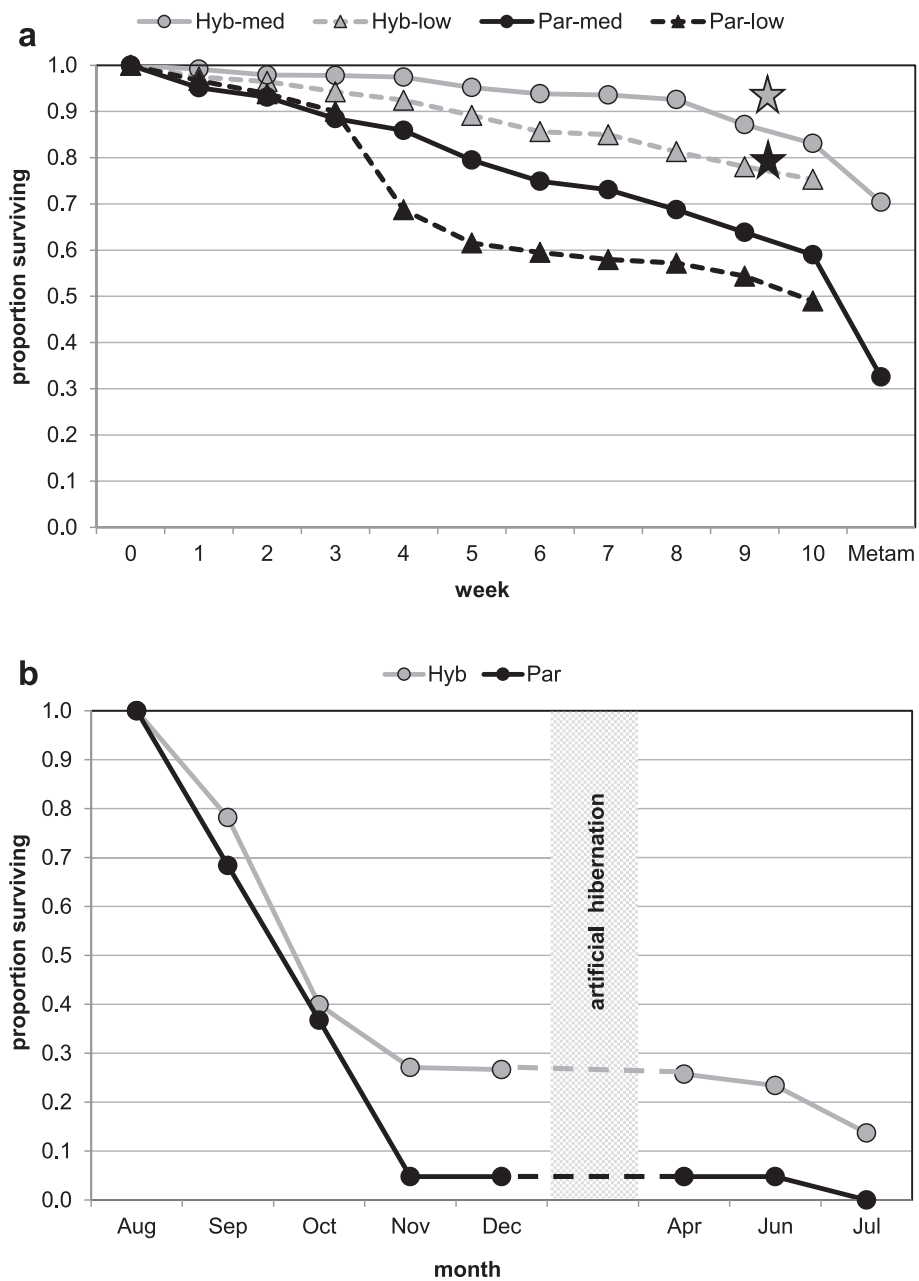 a
Hyb-med Hyb-low Par-med Par-low
1.0
0.9
0.8
0.7
0.6
0.5
0.4
0.3
0.2
0.1
0.0
proportion surviving
0 1 2 3 4 5 6 7 8 9 10 Metam
week
b
Hyb Par
1.0
0.9
0.8
0.7
0.6
0.5
0.4
0.3
0.2
0.1
0.0
proportion surviving
artificial hibernation
Aug Sep Oct Nov Dec Apr Jun Jul
month